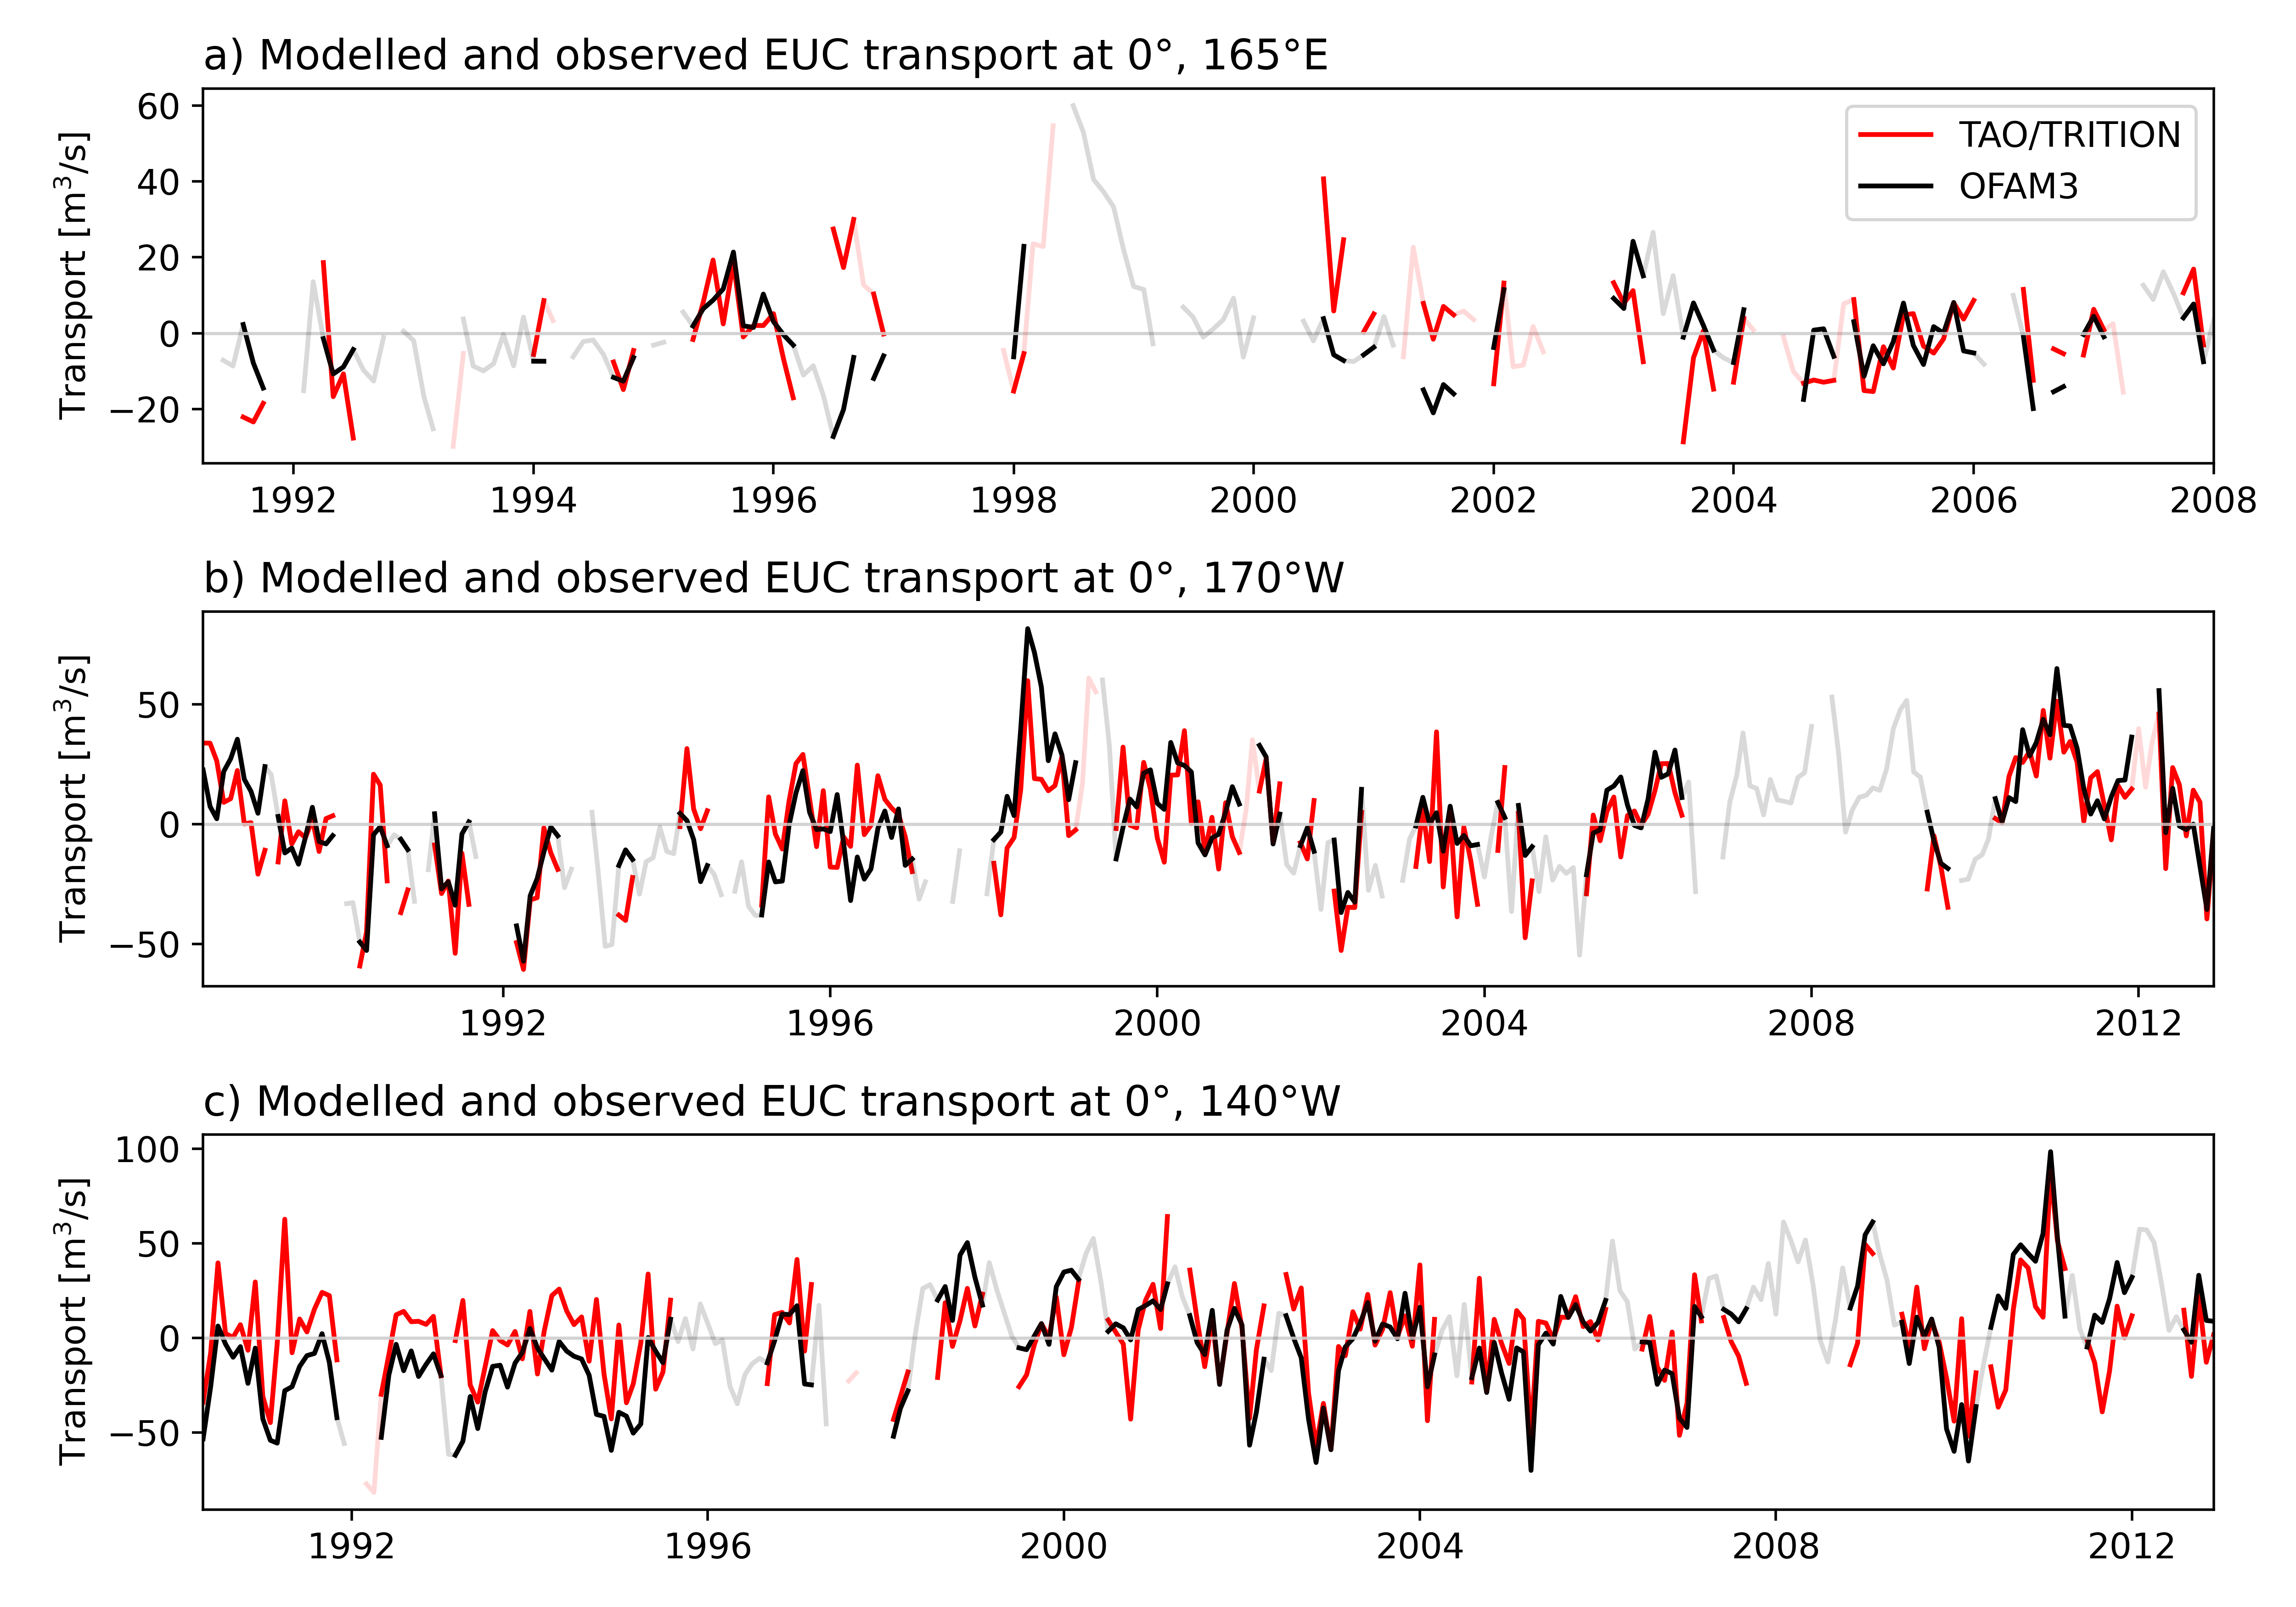 a) Modelled and observed EUC transport at 0°, 165°E
Transport [m³/s]
60
40
20
0
−20
TAO/TRITION
OFAM3
1992 1994 1996 1998 2000 2002 2004 2006 2008
b) Modelled and observed EUC transport at 0°, 170°W
Transport [m³/s]
50
0
−50
1992 1996 2000 2004 2008 2012
c) Modelled and observed EUC transport at 0°, 140°W
Transport [m³/s]
100
50
0
−50
1992 1996 2000 2004 2008 2012